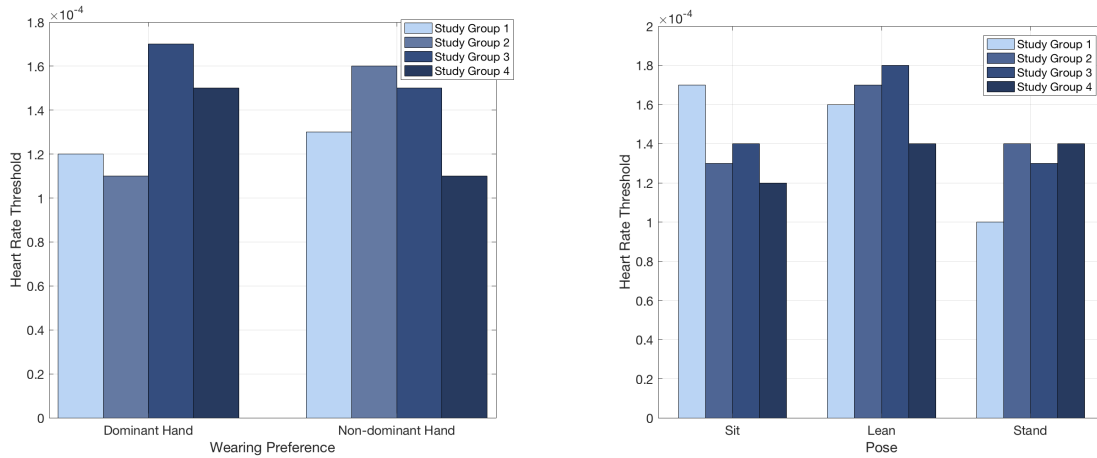 ×10-4
1.8
1.6
1.4
1.2
1
0.8
0.6
0.4
0.2
0
Heart Rate Threshold
Study Group 1
Study Group 2
Study Group 3
Study Group 4
Dominant Hand Non-dominant Hand
Wearing Preference
×10-4
2
1.8
1.6
1.4
1.2
1
0.8
0.6
0.4
0.2
0
Heart Rate Threshold
Study Group 1
Study Group 2
Study Group 3
Study Group 4
Sit Lean Stand
Pose